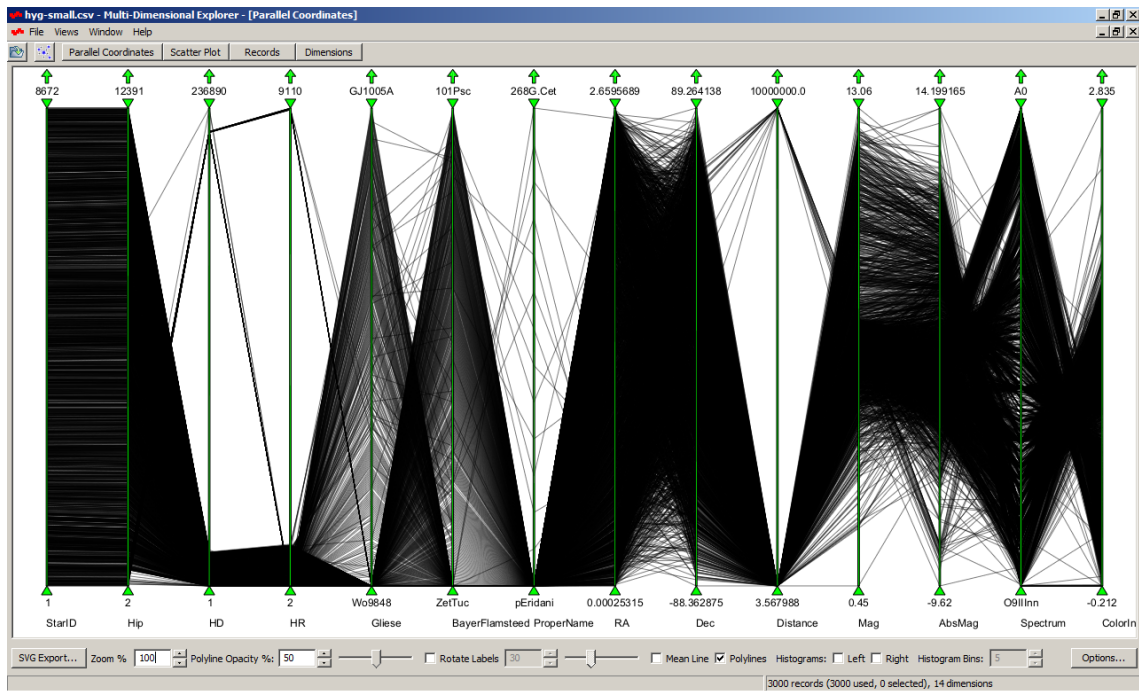 hyg-small.csv - Multi-Dimensional Explorer - [Parallel Coordinates]
File Views Window Help
Parallel Coordinates Scatter Plot Records Dimensions
8672 12391 236890 9110 GJ1005A 101Psc 268G.Cet 2.6595689 89.264138 10000000.0 13.06 14.199165 A0 2.835
1 2 1 2 Wo9848 ZetTuc pEridani 0.00025315 -88.362875 3.567988 0.45 -9.62 O9IIInn -0.212
StarID Hip HD HR Gliese BayerFlamsteed ProperName RA Dec Distance Mag AbsMag Spectrum ColorIn
SVG Export... Zoom % 100 Polyline Opacity %: 50 Rotate Labels 30 Mean Line Polylines Histograms: Left Right Histogram Bins: 5 Options...
3000 records (3000 used, 0 selected), 14 dimensions